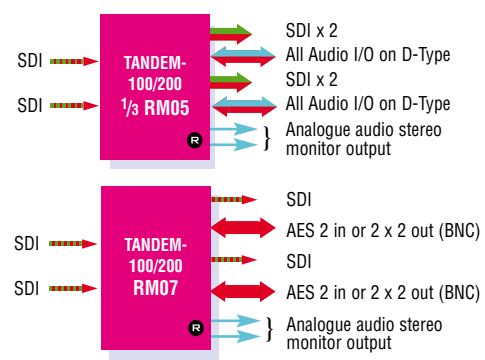 SDI x 2
All Audio I/O on D-Type
SDI
TANDEM-
100/200
1/3 RM05
SDI x 2
SDI
All Audio I/O on D-Type
Analogue audio stereo
monitor output
R
SDI
AES 2 in or 2 x 2 out (BNC)
SDI
TANDEM-
100/200
RM07
SDI
SDI
AES 2 in or 2 x 2 out (BNC)
Analogue audio stereo
monitor output
R